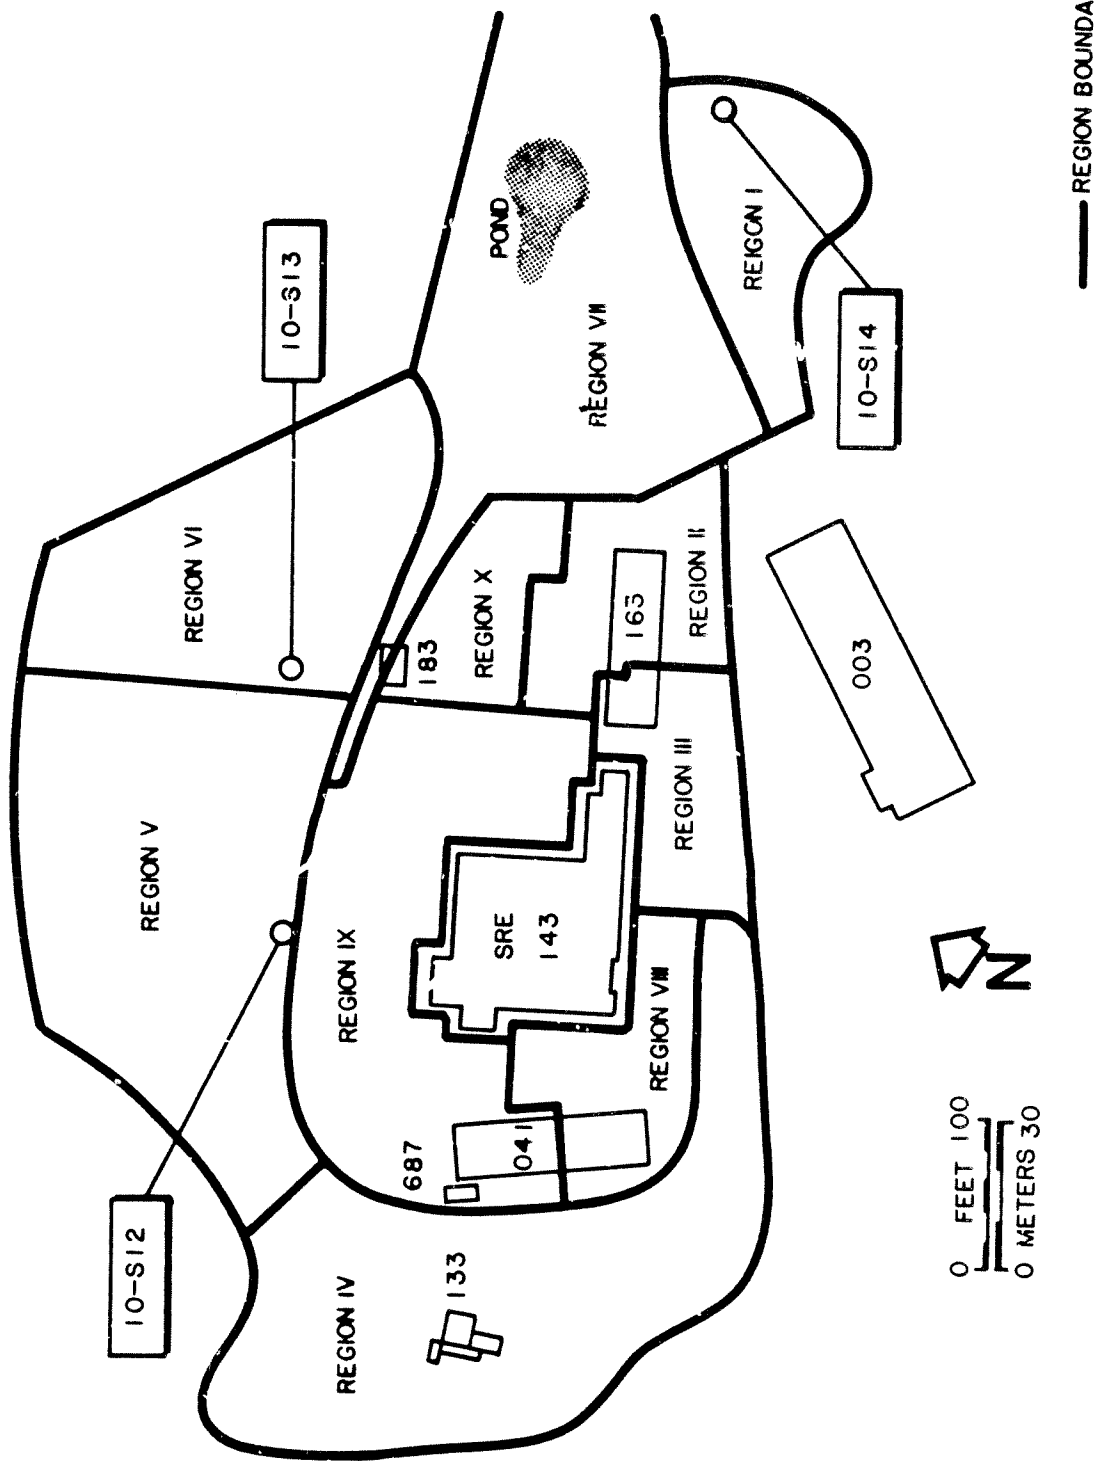 REGION IV
133
10-S12
687
041
REGION V
REGION IX
SRE
143
REGION VIII
REGION III
REGION VI
183
REGION X
163
REGION II
003
10-S13
POND
REGION VII
REIGON I
10-S14
0 FEET 100
0 METERS 30
N
REGION BOUNDA